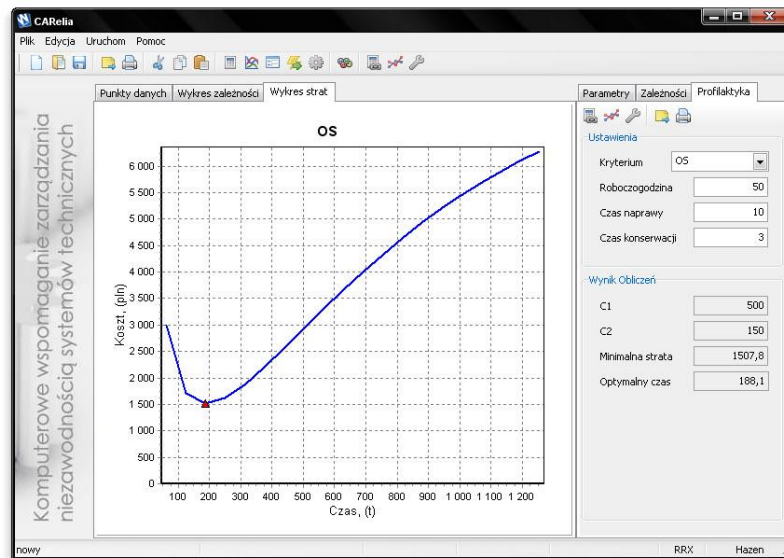 CARelia
Plik Edycja Uruchom Pomoc
Komputerowe wspomaganie zarządzania
niezawodnością systemów technicznych
Punkty danych Wykres zależności Wykres strat
OS
Koszt, (pln)
6 000
5 500
5 000
4 500
4 000
3 500
3 000
2 500
2 000
1 500
1 000
500
0
100 200 300 400 500 600 700 800 900 1 000 1 100 1 200
Czas, (t)
Parametry Zależności Profilaktyka
Ustawienia
Kryterium OS
Roboczogodzina 50
Czas naprawy 10
Czas konserwacji 3
Wynik Obliczeń
C1 500
C2 150
Minimalna strata 1507,8
Optymalny czas 188,1
nowy RRX Hazen